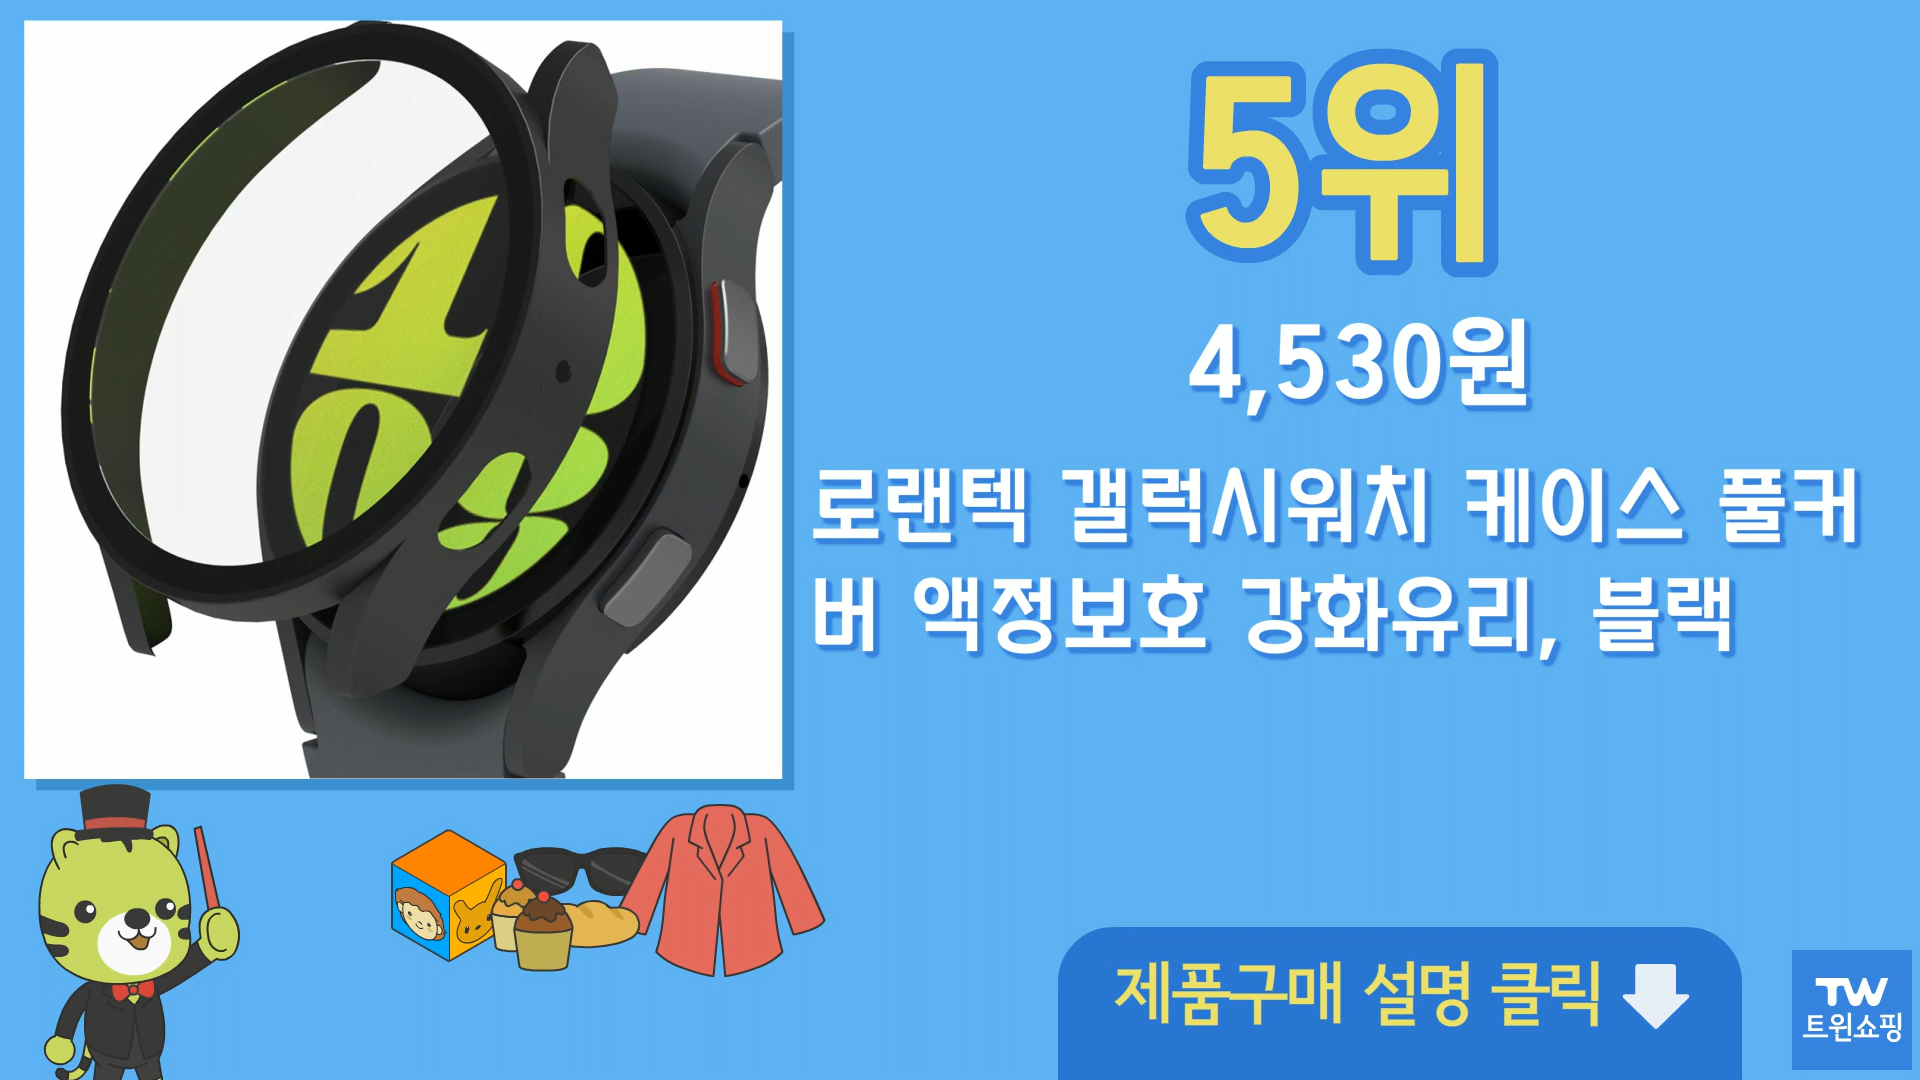 5위
4,530원
로랜텍 갤럭시워치 케이스 풀커
버 액정보호 강화유리, 블랙
제품구매 설명 클릭
TW
트윈쇼핑
10